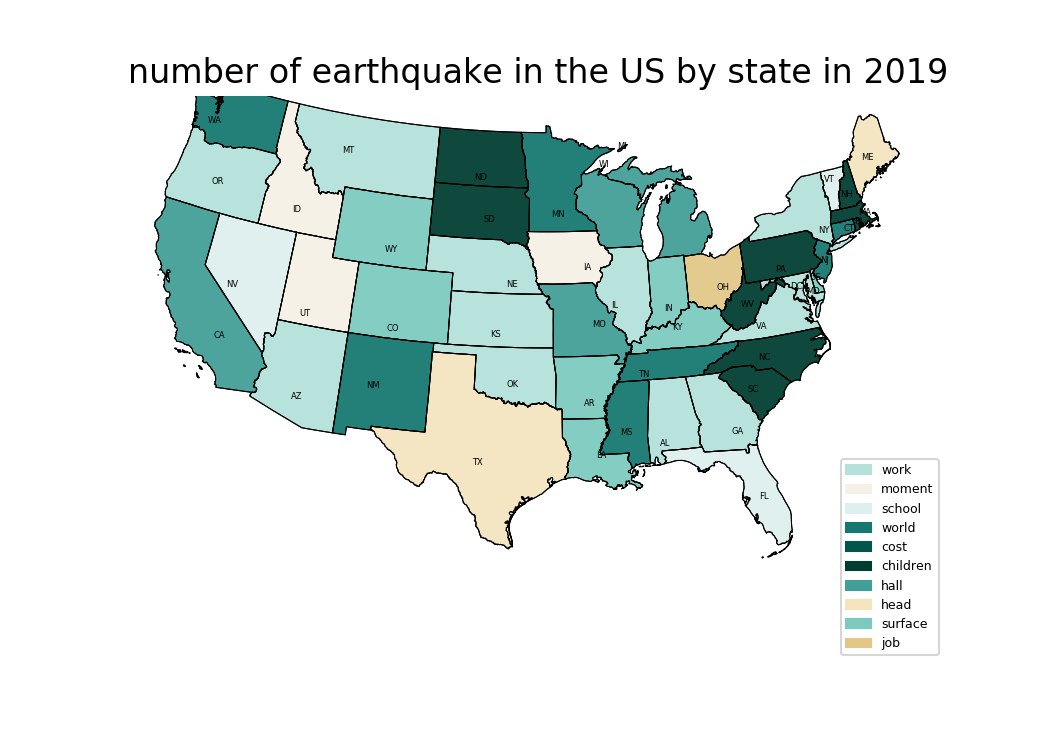 number of earthquake in the US by state in 2019
WA
MT
ND
MN
WI
MI
ME
VT
NH
OR
ID
SD
WY
IA
NY
CT
NV
UT
NE
IL
IN
OH
PA
NJ
DC
MD
WV
VA
KY
CA
CO
KS
MO
AZ
NM
OK
AR
TN
NC
SC
MS
AL
GA
TX
LA
FL
work
moment
school
world
cost
children
hall
head
surface
job